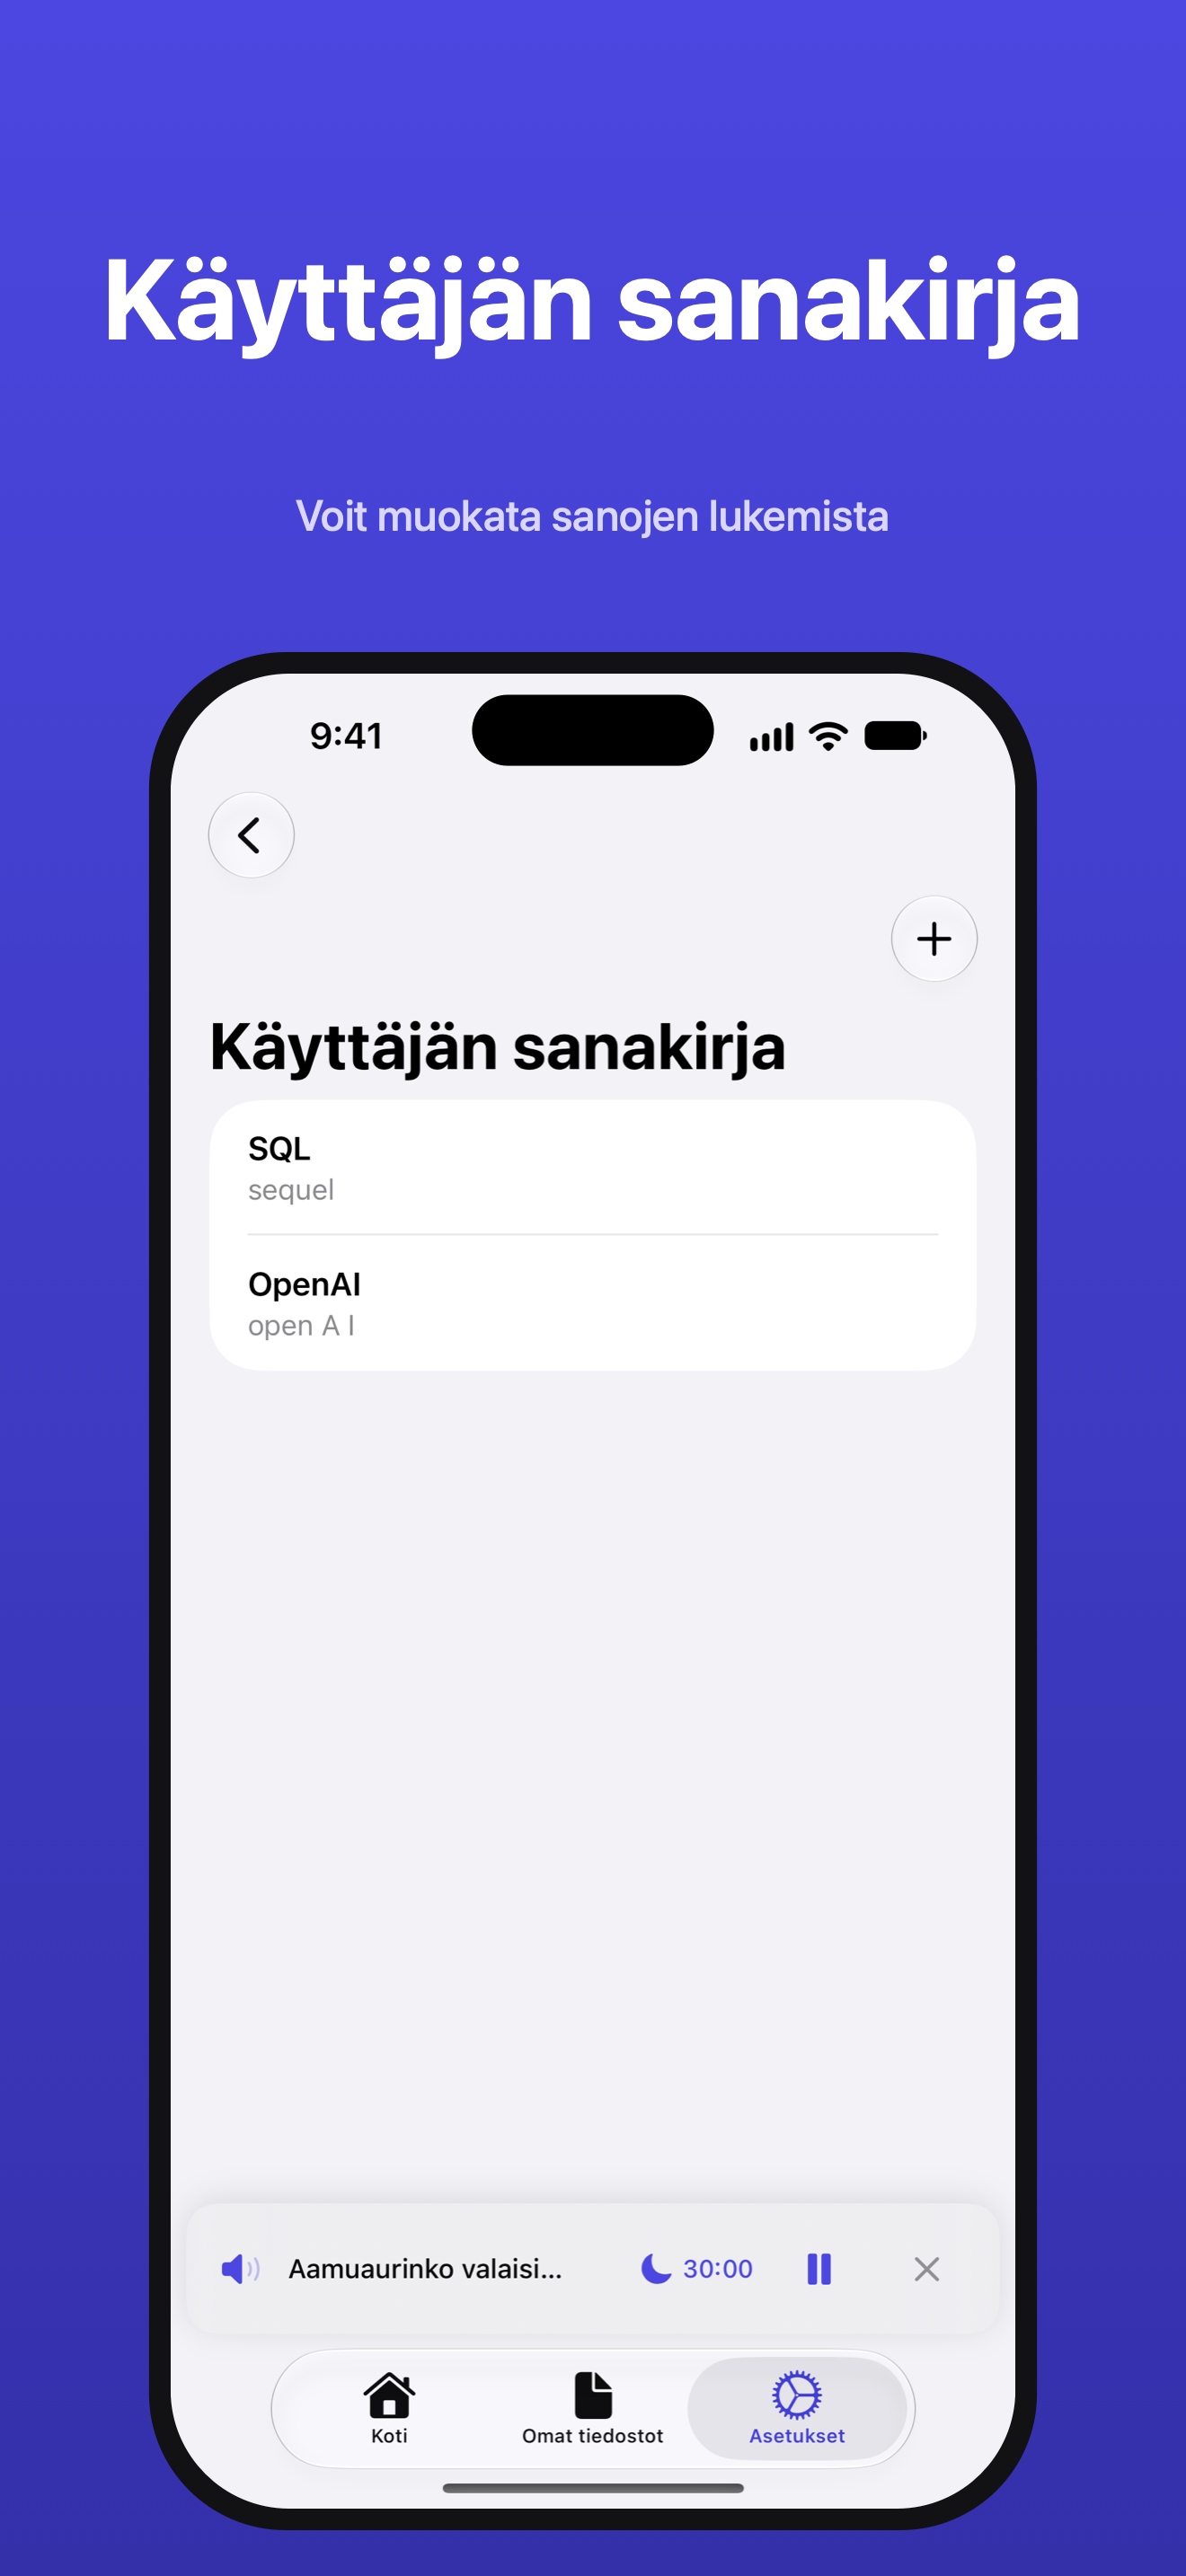 Käyttäjän sanakirja
Voit muokata sanojen lukemista
9:41
Käyttäjän sanakirja
SQL
sequel
OpenAI
open A I
Aamuaurinko valaisi...
30:00
Koti
Omat tiedostot
Asetukset